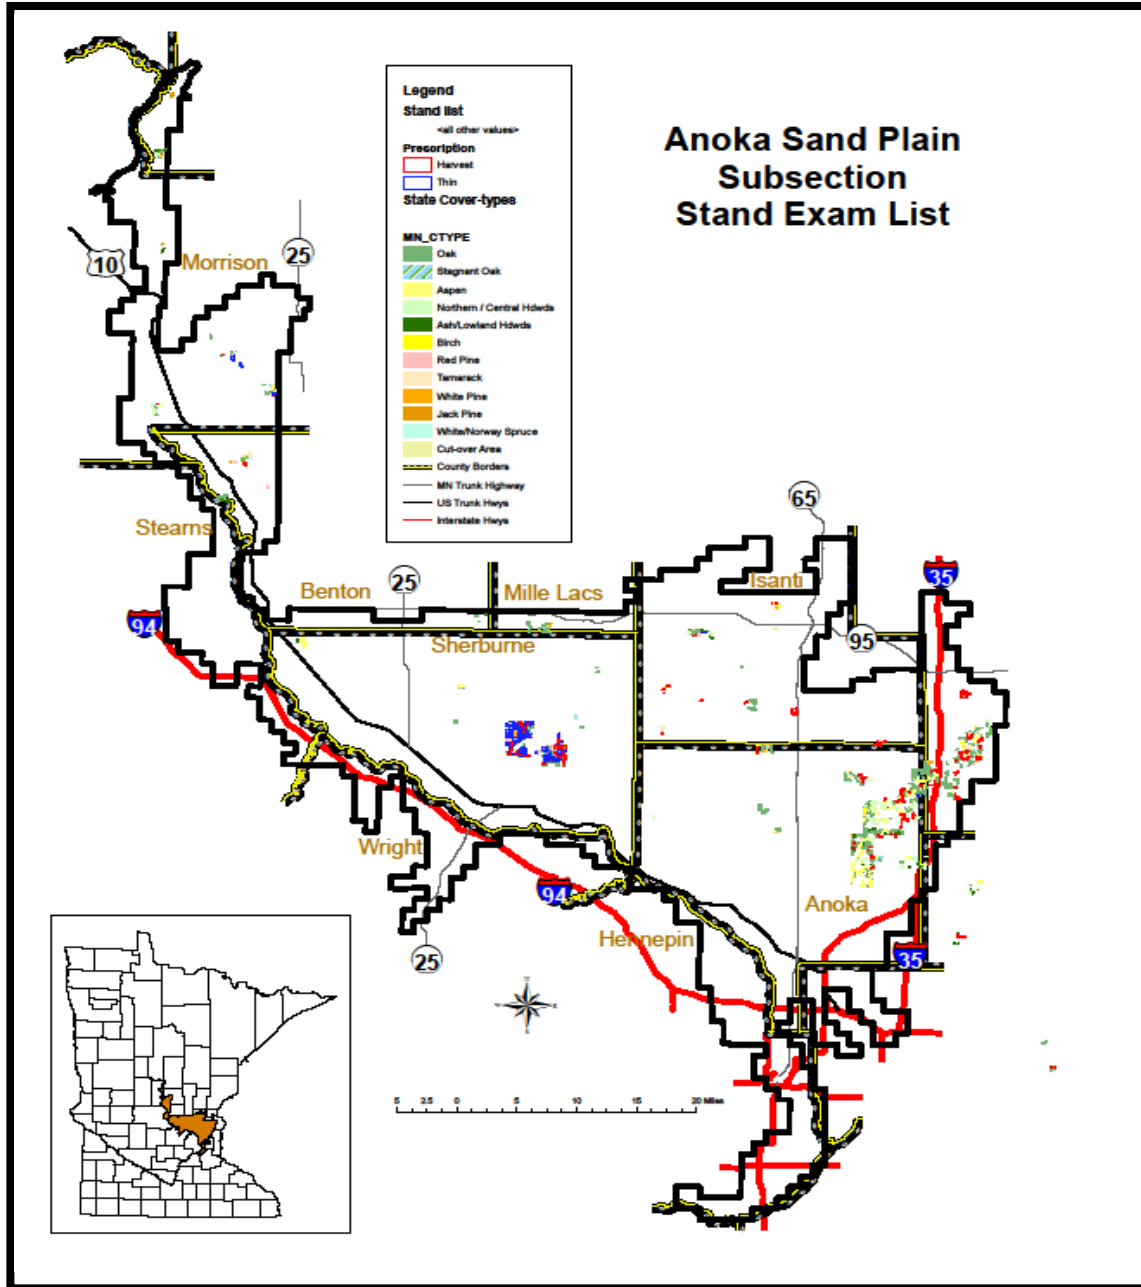 Anoka Sand Plain
Subsection
Stand Exam List
Legend
Stand list
<all other values>
Prescription
Harvest
Thin
State Cover-types
MN_CTYPE
Oak
Stagnant Oak
Aspen
Northern / Central Hdwds
Ash/Lowland Hdwds
Birch
Red Pine
Tamarack
White Pine
Jack Pine
White/Norway Spruce
Cut-over Area
County Borders
MN Trunk Highway
US Trunk Hwys
Interstate Hwys
Morrison
25
10
Stearns
65
Benton
25
Mille Lacs
Isanti
35
94
Sherburne
95
Wright
94
Anoka
Hennepin
25
35
5 2.5 0 5 10 15 20 Miles